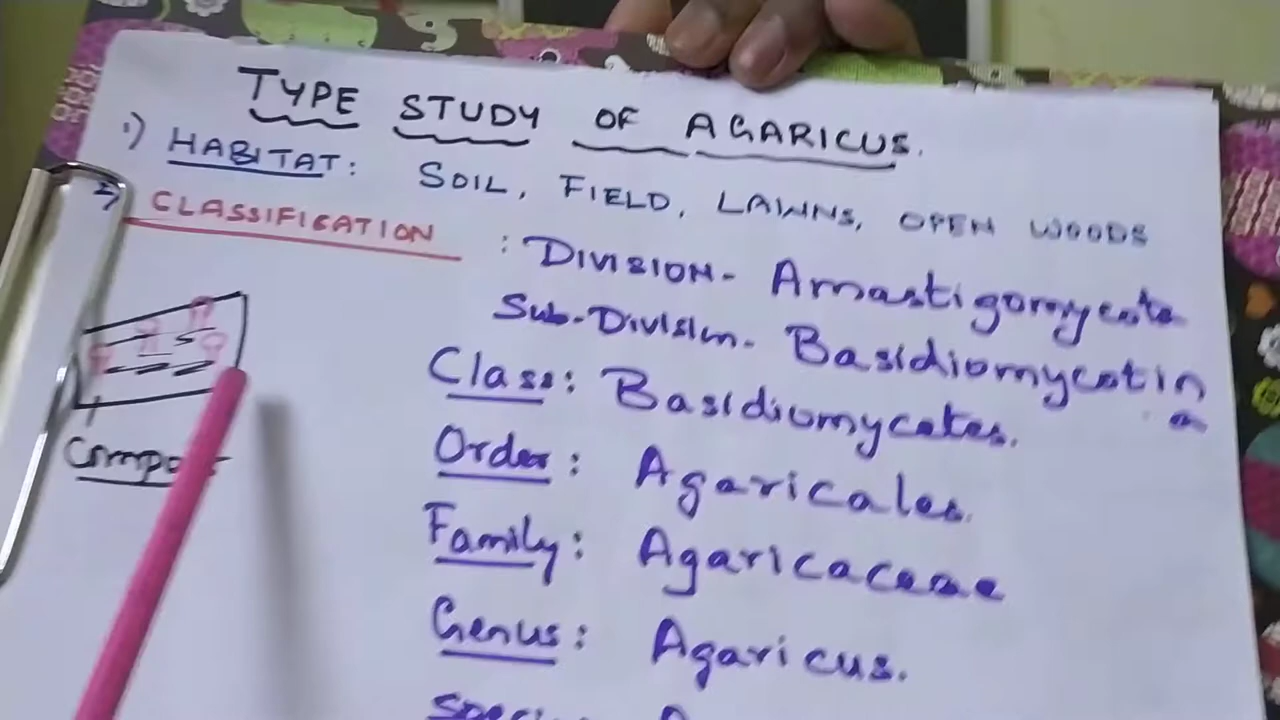 TYPE STUDY OF AGARICUS.
1) HABITAT: SOIL, FIELD, LAWNS, OPEN WOODS
2) CLASSIFICATION : DIVISION- Amastigomycota
Sub-Division- Basidiomycotina
Class: Basidiomycetes.
Order: Agaricales.
Family: Agaricaceae
Genus: Agaricus.